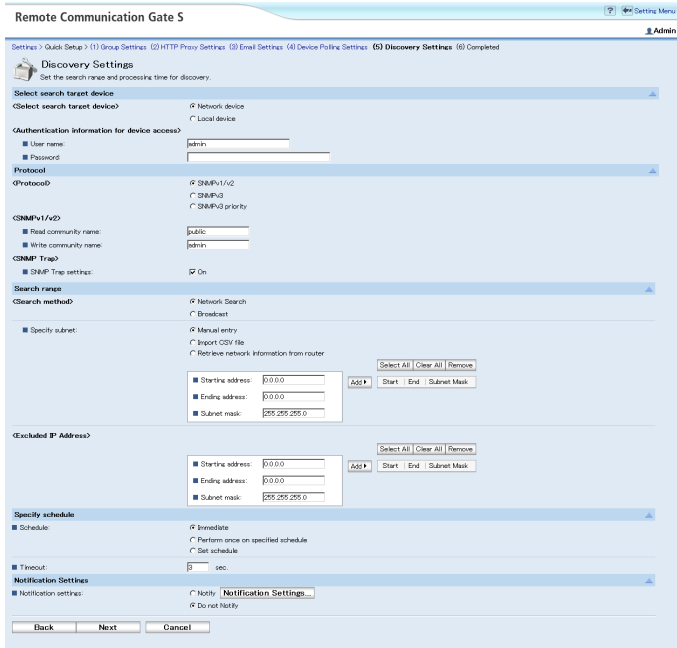 Remote Communication Gate S
? Setting Menu
Admin
Settings > Quick Setup > (1) Group Settings (2) HTTP Proxy Settings (3) Email Settings (4) Device Polling Settings (5) Discovery Settings (6) Completed
Discovery Settings
Set the search range and processing time for discovery.
Select search target device
<Select search target device> Network device
Local device
<Authentication information for device access>
User name: admin
Password:
Protocol
<Protocol> SNMPv1/v2
SNMPv3
SNMPv3 priority
<SNMPv1/v2>
Read community name: public
Write community name: admin
<SNMP Trap>
SNMP Trap settings: On
Search range
<Search method> Network Search
Broadcast
Specify subnet: Manual entry
Import CSV file
Retrieve network information from router
Select All Clear All Remove
Starting address: 0.0.0.0 Add Start | End | Subnet Mask
Ending address: 0.0.0.0
Subnet mask: 255.255.255.0
<Excluded IP Address>
Select All Clear All Remove
Starting address: 0.0.0.0 Add Start | End | Subnet Mask
Ending address: 0.0.0.0
Subnet mask: 255.255.255.0
Specify schedule
Schedule: Immediate
Perform once on specified schedule
Set schedule
Timeout: 3 sec.
Notification Settings
Notification settings: Notify Notification Settings...
Do not Notify
Back Next Cancel